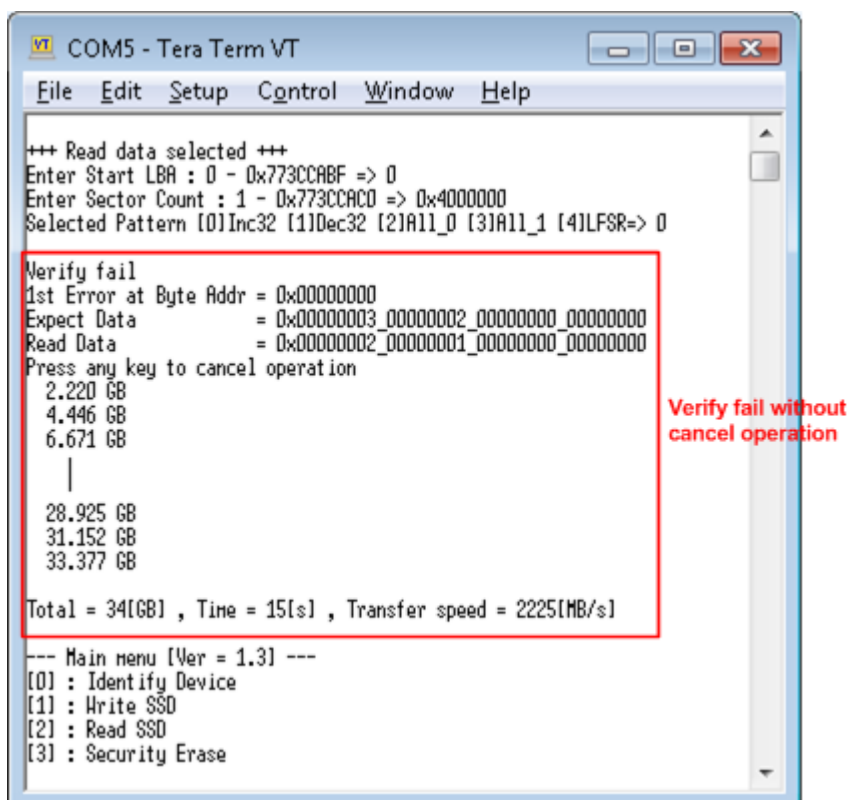 COM5 - Tera Term VT
File Edit Setup Control Window Help
+++ Read data selected +++
Enter Start LBA : 0 - 0x773CCABF => 0
Enter Sector Count : 1 - 0x773CCAC0 => 0x4000000
Selected Pattern [0]Inc32 [1]Dec32 [2]All_0 [3]All_1 [4]LFSR=> 0
Verify fail
1st Error at Byte Addr = 0x00000000
Expect Data = 0x00000003_00000002_00000000_00000000
Read Data = 0x00000002_00000001_00000000_00000000
Press any key to cancel operation
2.220 GB
4.446 GB
6.671 GB
Verify fail without
cancel operation
28.925 GB
31.152 GB
33.377 GB
Total = 34[GB] , Time = 15[s] , Transfer speed = 2225[MB/s]
--- Main menu [Ver = 1.3] ---
[0] : Identify Device
[1] : Write SSD
[2] : Read SSD
[3] : Security Erase